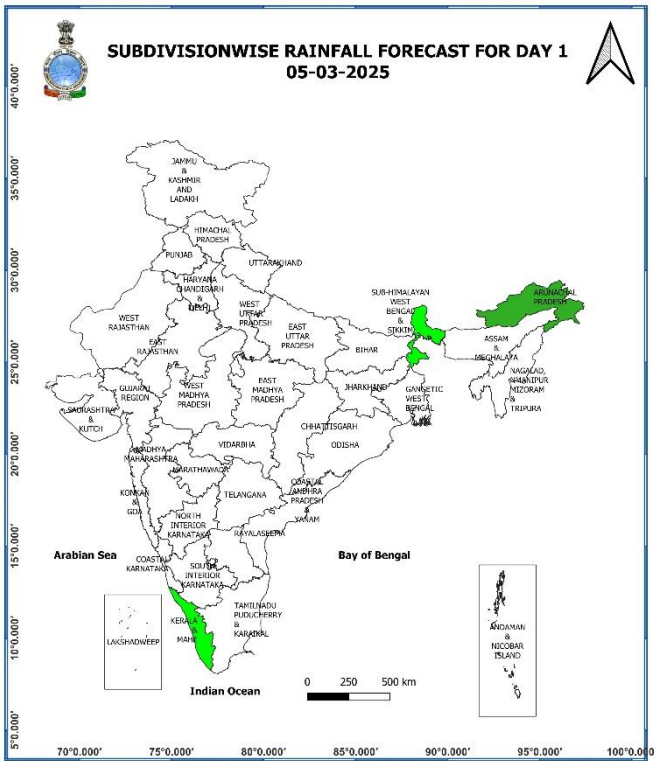 SUBDIVISIONWISE RAINFALL FORECAST FOR DAY 1
05-03-2025
40°0.000'
35°0.000'
30°0.000'
25°0.000'
20°0.000'
15°0.000'
10°0.000'
5°0.000'
JAMMU
&
KASHMIR
AND
LADAKH
HIMACHAL
PRADESH
PUNJAB
UTTARAKHAND
HARYANA
CHANDIGARH
&
DELHI
WEST
UTTAR
PRADESH
SUB-HIMALAYAN
WEST
BENGAL
&
SIKKIM
ARUNACHAL
PRADESH
WEST
RAJASTHAN
EAST
RAJASTHAN
EAST
UTTAR
PRADESH
BIHAR
ASSAM
&
MEGHALAYA
NAGALAD,
MANIPUR
MIZORAM
&
TRIPURA
GUJARAT
REGION
WEST
MADHYA
PRADESH
EAST
MADHYA
PRADESH
JHARKHAND
GANGETIC
WEST
BENGAL
SAURASHTRA
&
KUTCH
CHHATTISGARH
ODISHA
MADHYA
MAHARASHTRA
VIDARBHA
MARATHAWADA
KONKAN
&
GOA
TELANGANA
COASTAL
ANDHRA
PRADESH
&
YANAM
NORTH
INTERIOR
KARNATAKA
RAYALASEEMA
Arabian Sea
Bay of Bengal
COASTAL
KARNATAKA
SOUTH
INTERIOR
KARNATAKA
TAMILNADU
PUDUCHERRY
&
KARAIKAL
KERALA
&
MAHE
LAKSHADWEEP
ANDAMAN
&
NICOBAR
ISLAND
Indian Ocean
0 250 500 km
70°0.000' 75°0.000' 80°0.000' 85°0.000' 90°0.000' 95°0.000' 100°0.000'